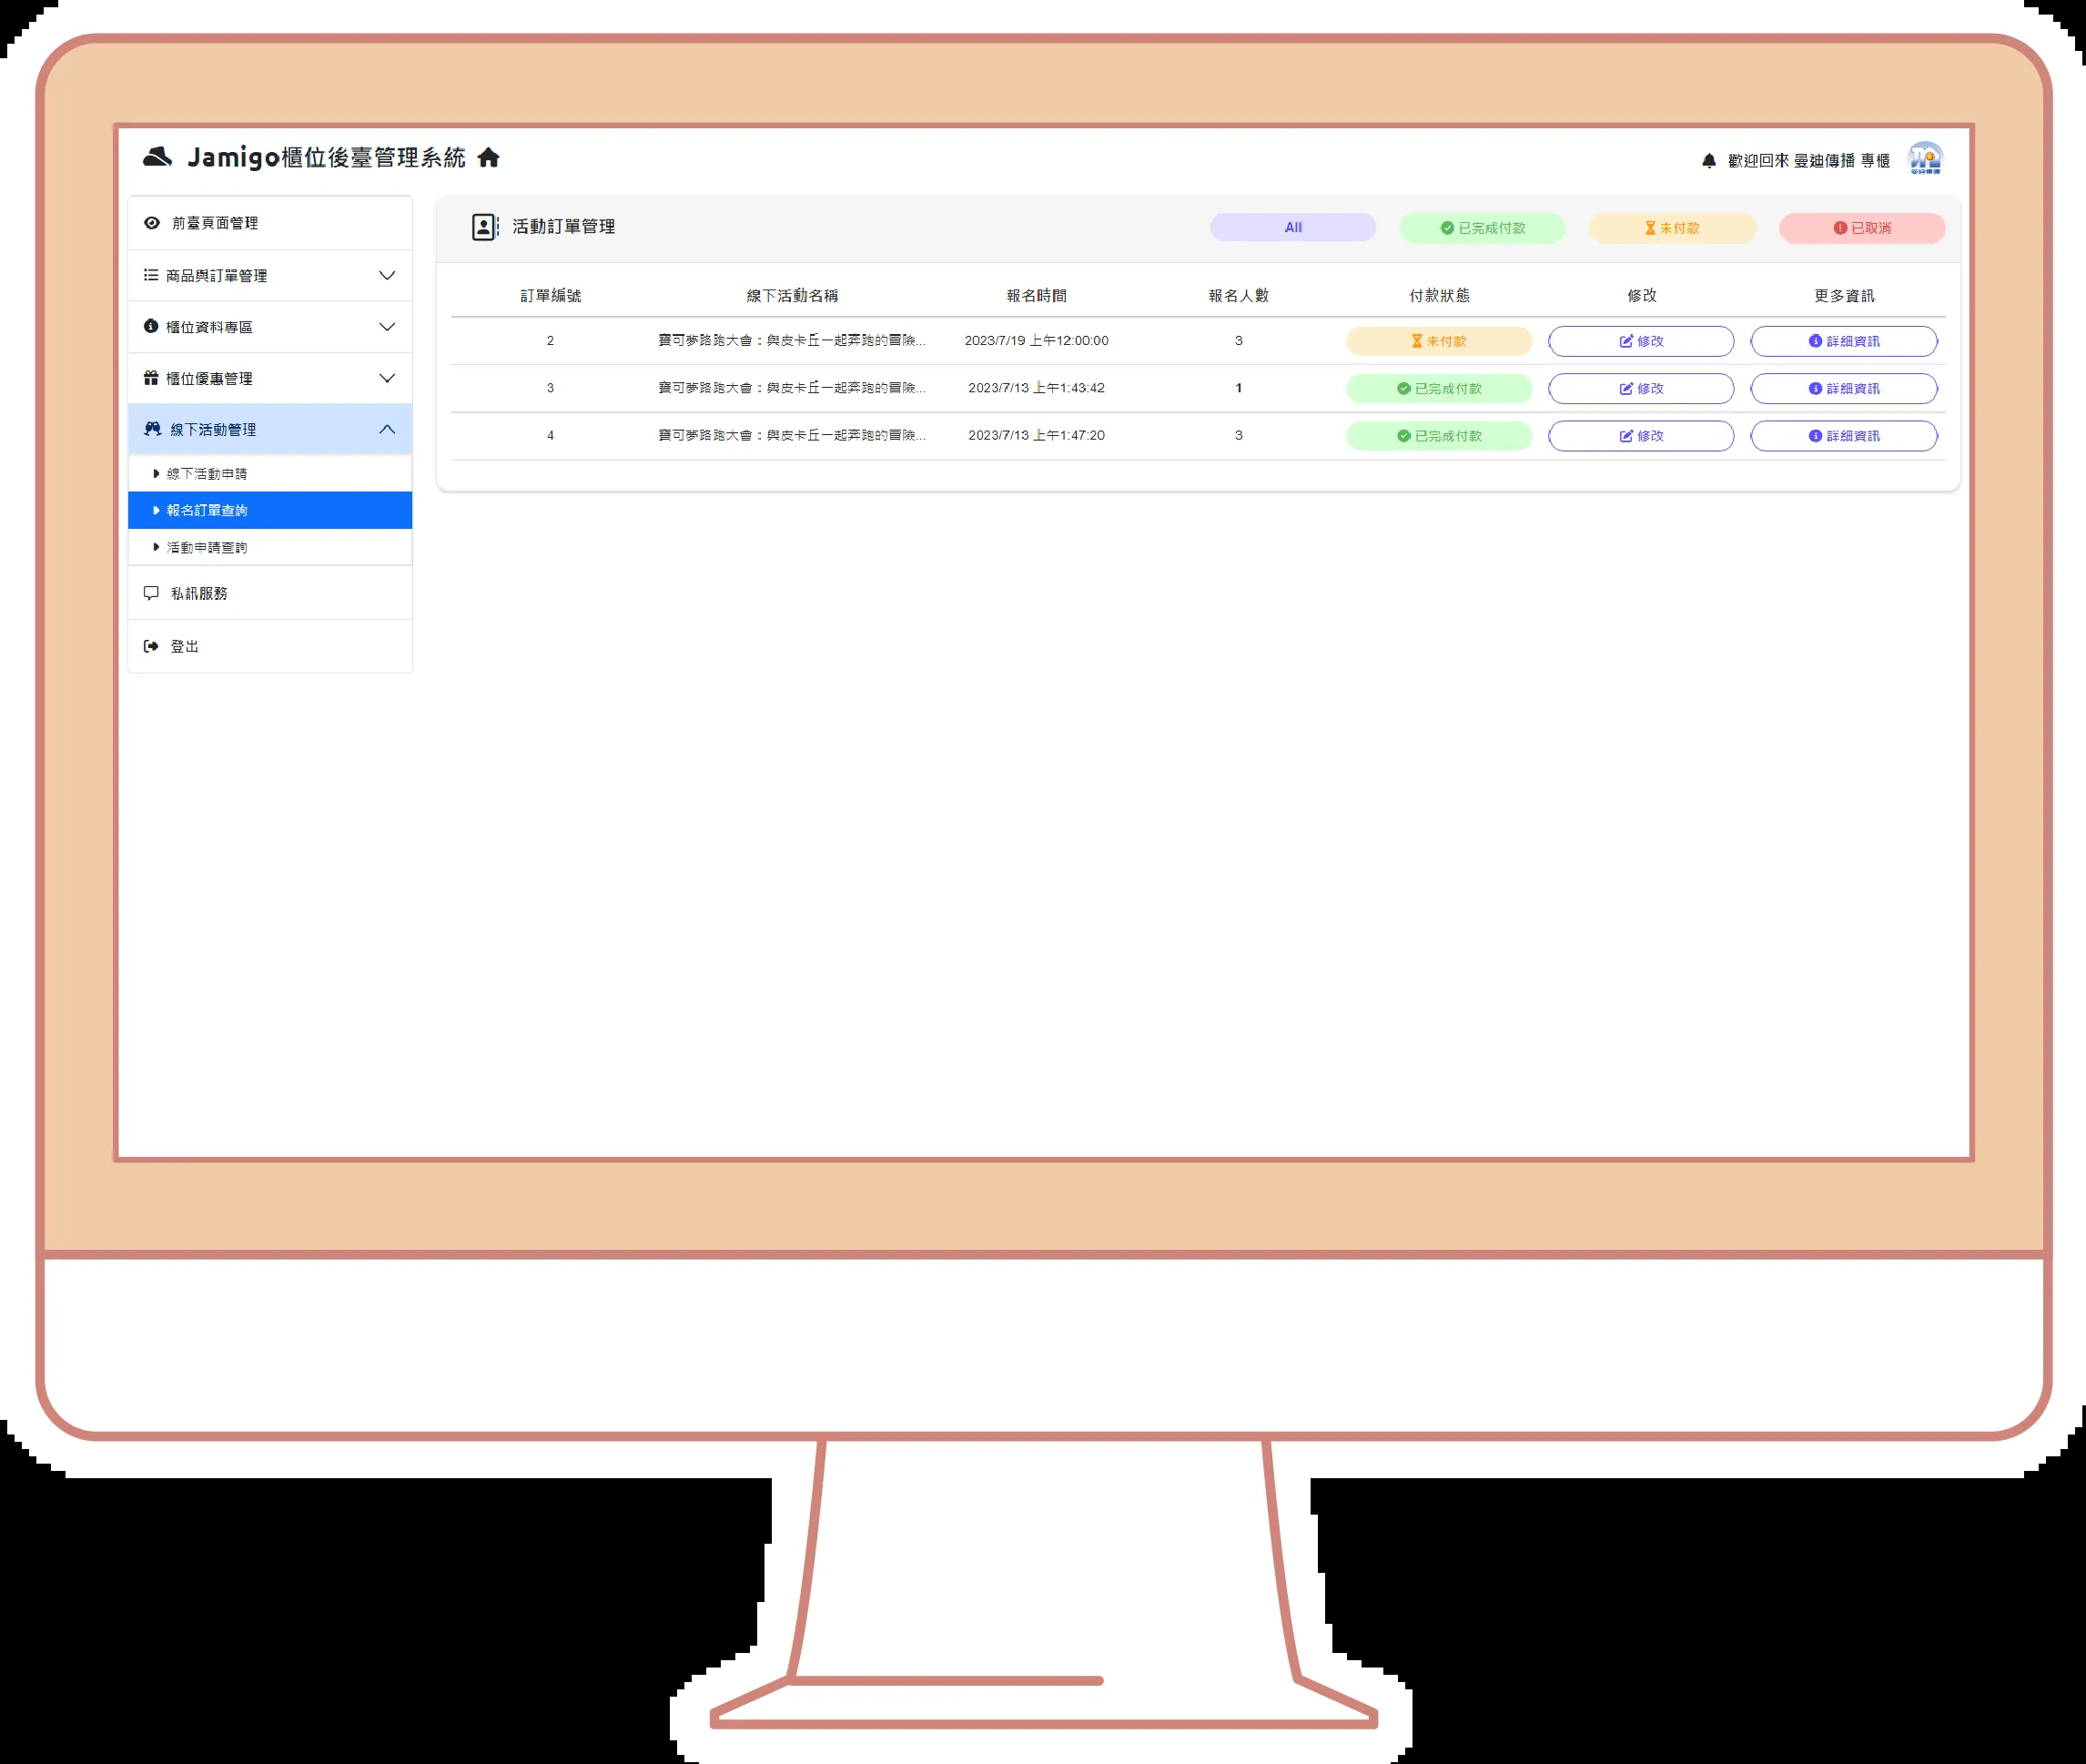 Jamigo櫃位後臺管理系統
歡迎回來 曼迪傳播 專櫃
前臺頁面管理
商品與訂單管理
櫃位資料專區
櫃位優惠管理
線下活動管理
線下活動申請
報名訂單查詢
活動申請查詢
私訊服務
登出
活動訂單管理 All 已完成付款 未付款 已取消
訂單編號 線下活動名稱 報名時間 報名人數 付款狀態 修改 更多資訊
2 寶可夢路跑大會：與皮卡丘一起奔跑的冒險... 2023/7/19 上午12:00:00 3 未付款 修改 詳細資訊
3 寶可夢路跑大會：與皮卡丘一起奔跑的冒險... 2023/7/13 上午1:43:42 1 已完成付款 修改 詳細資訊
4 寶可夢路跑大會：與皮卡丘一起奔跑的冒險... 2023/7/13 上午1:47:20 3 已完成付款 修改 詳細資訊